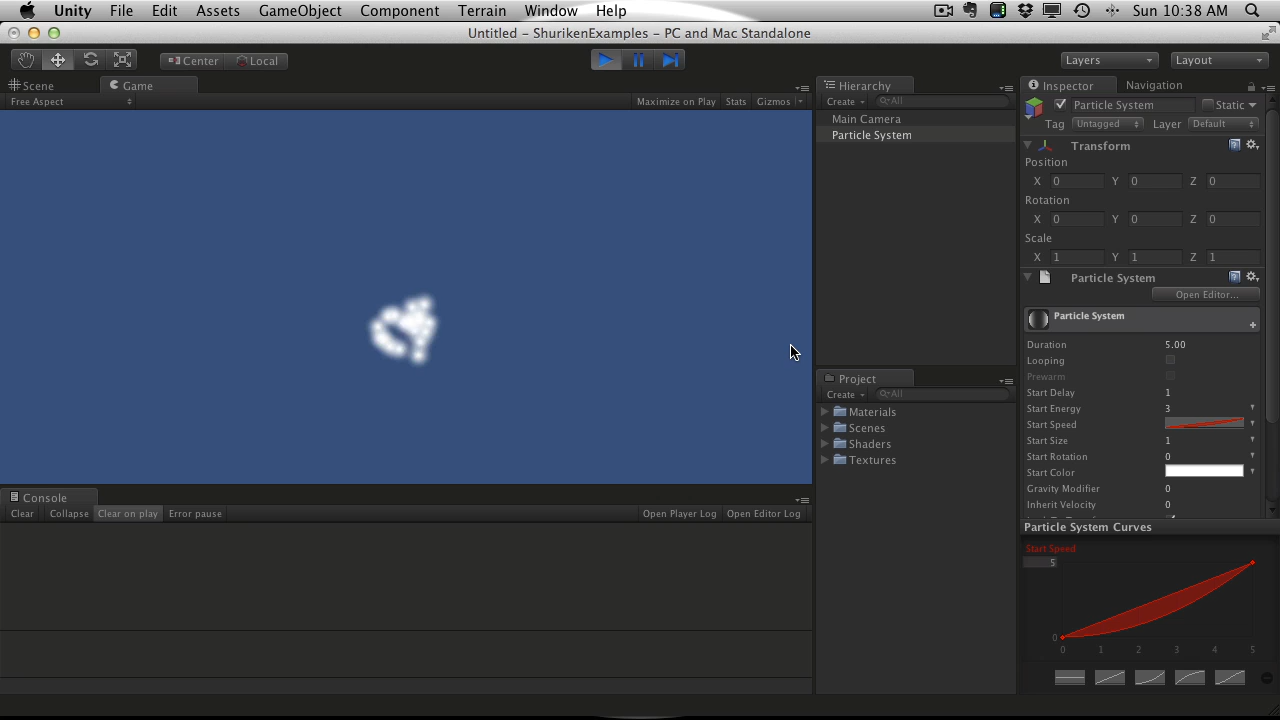 Unity File Edit Assets GameObject Component Terrain Window Help Sun 10:38 AM
Untitled – ShurikenExamples – PC and Mac Standalone
Center Local Layers Layout
Scene Game
Free Aspect Maximize on Play Stats Gizmos
Hierarchy
Create All
Main Camera
Particle System
Inspector Navigation
Particle System Static
Tag Untagged Layer Default
Transform
Position
X 0 Y 0 Z 0
Rotation
X 0 Y 0 Z 0
Scale
X 1 Y 1 Z 1
Particle System
Open Editor...
Particle System
Duration 5.00
Looping
Prewarm
Start Delay 1
Start Energy 3
Start Speed
Start Size 1
Start Rotation 0
Start Color
Gravity Modifier 0
Inherit Velocity 0
Project
Create All
Materials
Scenes
Shaders
Textures
Console
Clear Collapse Clear on play Error pause Open Player Log Open Editor Log
Particle System Curves
Start Speed
5
0
0 1 2 3 4 5